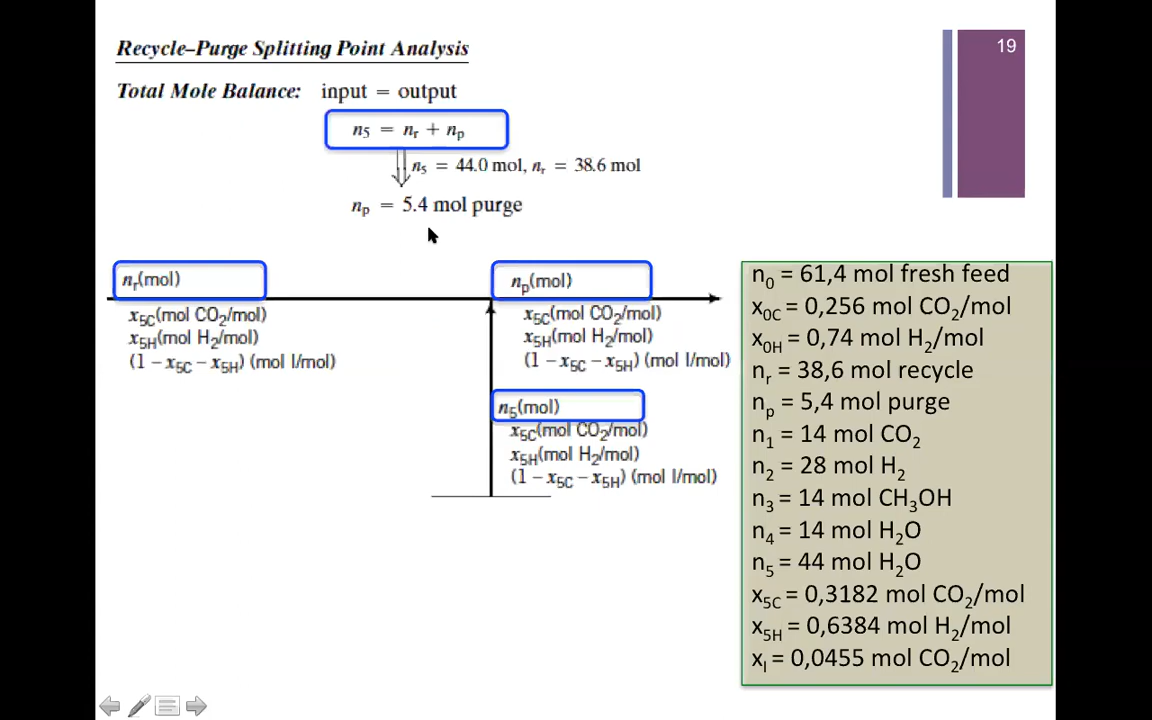 Recycle–Purge Splitting Point Analysis
19
Total Mole Balance: input = output
n5 = nr + np
n5 = 44.0 mol, nr = 38.6 mol
np = 5.4 mol purge
nr(mol)
x5C(mol CO2/mol)
x5H(mol H2/mol)
(1 – x5C – x5H) (mol I/mol)
np(mol)
x5C(mol CO2/mol)
x5H(mol H2/mol)
(1 – x5C – x5H) (mol I/mol)
n5(mol)
x5C(mol CO2/mol)
x5H(mol H2/mol)
(1 – x5C – x5H) (mol I/mol)
n0 = 61,4 mol fresh feed
x0C = 0,256 mol CO2/mol
x0H = 0,74 mol H2/mol
nr = 38,6 mol recycle
np = 5,4 mol purge
n1 = 14 mol CO2
n2 = 28 mol H2
n3 = 14 mol CH3OH
n4 = 14 mol H2O
n5 = 44 mol H2O
x5C = 0,3182 mol CO2/mol
x5H = 0,6384 mol H2/mol
xI = 0,0455 mol CO2/mol